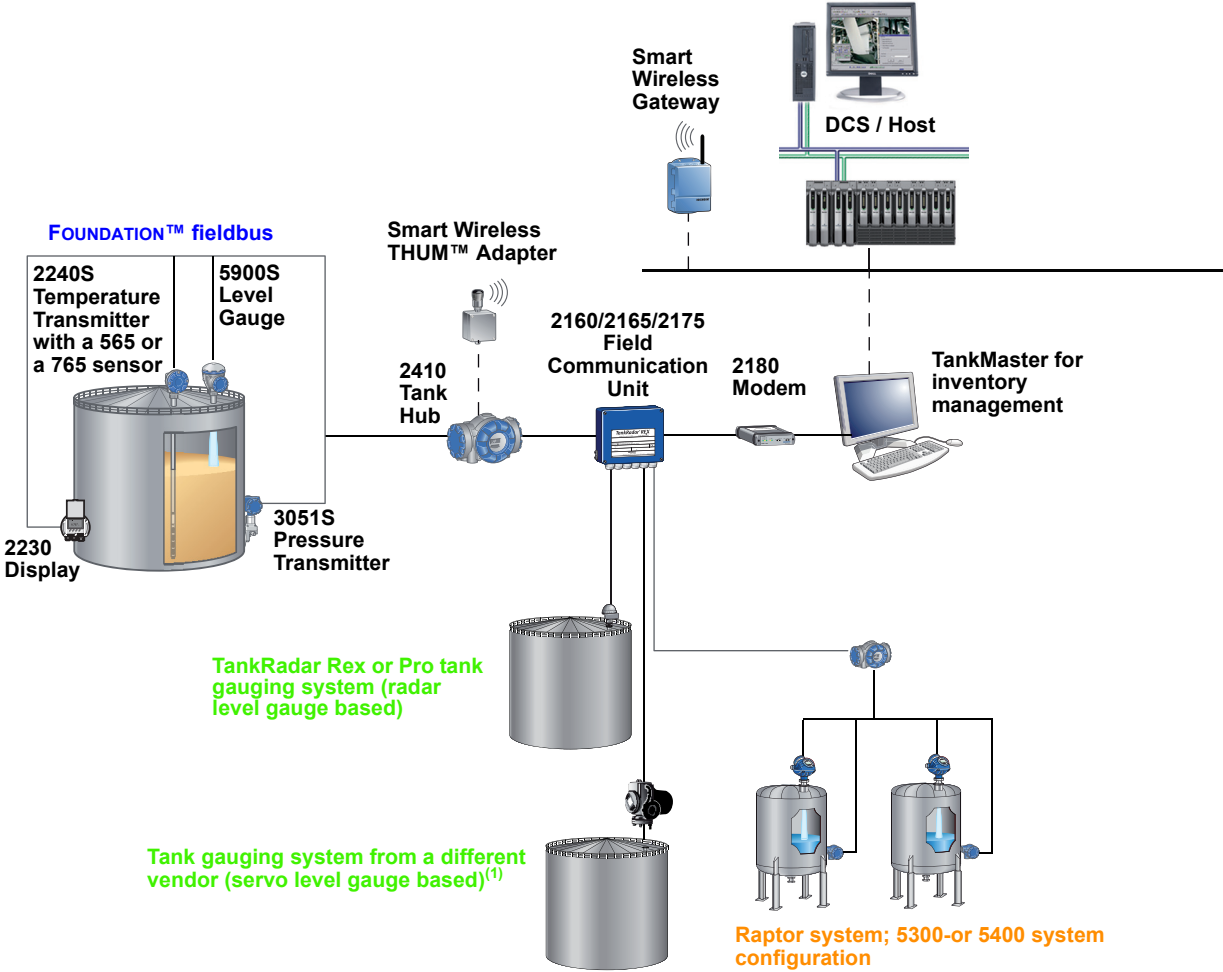 Smart
Wireless
Gateway
DCS / Host
FOUNDATION™ fieldbus
Smart Wireless
THUM™ Adapter
2240S
Temperature
Transmitter
with a 565 or
a 765 sensor
5900S
Level
Gauge
2410
Tank
Hub
2160/2165/2175
Field
Communication
Unit
2180
Modem
TankMaster for
inventory
management
TankRadar REX
2230
Display
3051S
Pressure
Transmitter
TankRadar Rex or Pro tank
gauging system (radar
level gauge based)
Tank gauging system from a different
vendor (servo level gauge based)(1)
Raptor system; 5300-or 5400 system
configuration